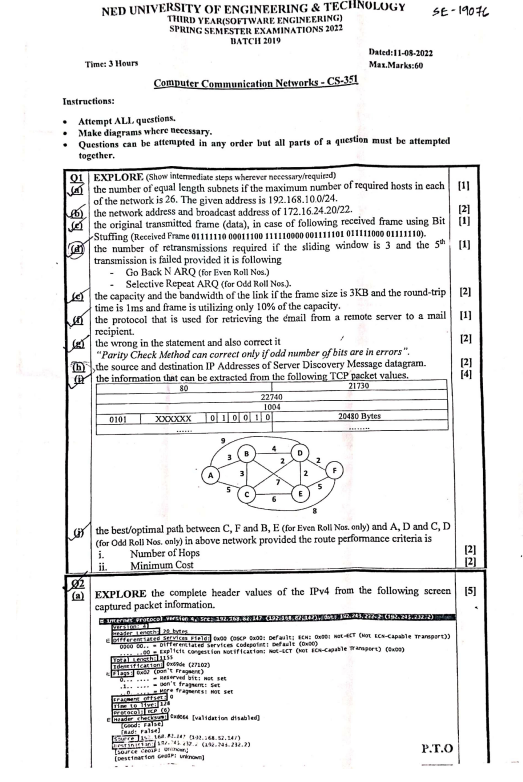 NED UNIVERSITY OF ENGINEERING & TECHNOLOGY
SE-19076
THIRD YEAR(SOFTWARE ENGINEERING)
SPRING SEMESTER EXAMINATIONS 2022
BATCH 2019
Dated:11-08-2022
Time: 3 Hours
Max.Marks:60
Computer Communication Networks - CS-351
Instructions:
• Attempt ALL questions.
• Make diagrams where necessary.
• Questions can be attempted in any order but all parts of a question must be attempted
together.
Q1 EXPLORE (Show intermediate steps wherever necessary/required)
(a) the number of equal length subnets if the maximum number of required hosts in each [1]
of the network is 26. The given address is 192.168.10.0/24.
(b) the network address and broadcast address of 172.16.24.20/22. [2]
(c) the original transmitted frame (data), in case of following received frame using Bit [1]
Stuffing (Received Frame 01111110 00011100 111110000 001111101 011111000 01111110).
(d) the number of retransmissions required if the sliding window is 3 and the 5th [1]
transmission is failed provided it is following
- Go Back N ARQ (for Even Roll Nos.)
- Selective Repeat ARQ (for Odd Roll Nos.).
(e) the capacity and the bandwidth of the link if the frame size is 3KB and the round-trip [2]
time is 1ms and frame is utilizing only 10% of the capacity.
(f) the protocol that is used for retrieving the email from a remote server to a mail [1]
recipient.
(g) the wrong in the statement and also correct it [2]
"Parity Check Method can correct only if odd number of bits are in errors".
(h) the source and destination IP Addresses of Server Discovery Message datagram. [2]
(i) the information that can be extracted from the following TCP packet values. [4]
80 21730
22740
1004
0101 XXXXXX 0 1 0 0 1 0 20480 Bytes
...... ........
9
B 4 D
3 2 2
A 3 2 F
5 7 5
C 6 E
8
(j) the best/optimal path between C, F and B, E (for Even Roll Nos. only) and A, D and C, D
(for Odd Roll Nos. only) in above network provided the route performance criteria is
i. Number of Hops [2]
ii. Minimum Cost [2]
Q2
(a) EXPLORE the complete header values of the IPv4 from the following screen [5]
captured packet information.
Internet Protocol Version 4, Src: 192.168.82.147 (192.168.82.147), Dst: 192.243.232.2 (192.243.232.2)
Version: 4
Header Length: 20 bytes
Differentiated Services Field: 0x00 (DSCP 0x00: Default; ECN: 0x00: Not-ECT (Not ECN-Capable Transport))
0000 00.. = Differentiated Services Codepoint: Default (0x00)
.... ..00 = Explicit Congestion Notification: Not-ECT (Not ECN-Capable Transport) (0x00)
Total Length: 1155
Identification: 0x69de (27102)
Flags: 0x02 (Don't Fragment)
0... .... = Reserved bit: Not set
.1.. .... = Don't fragment: Set
..0. .... = More fragments: Not set
Fragment offset: 0
Time to live: 128
Protocol: TCP (6)
Header checksum: [validation disabled]
[Good: False]
[Bad: False]
Source: 192.168.82.147 (192.168.82.147)
Destination: 192.243.232.2 (192.243.232.2)
[Source GeoIP: Unknown]
[Destination GeoIP: Unknown]
P.T.O